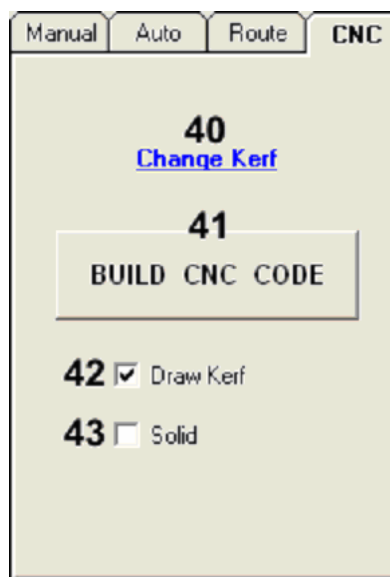 Manual Auto Route CNC
40
Change Kerf
41
BUILD CNC CODE
42 Draw Kerf
43 Solid